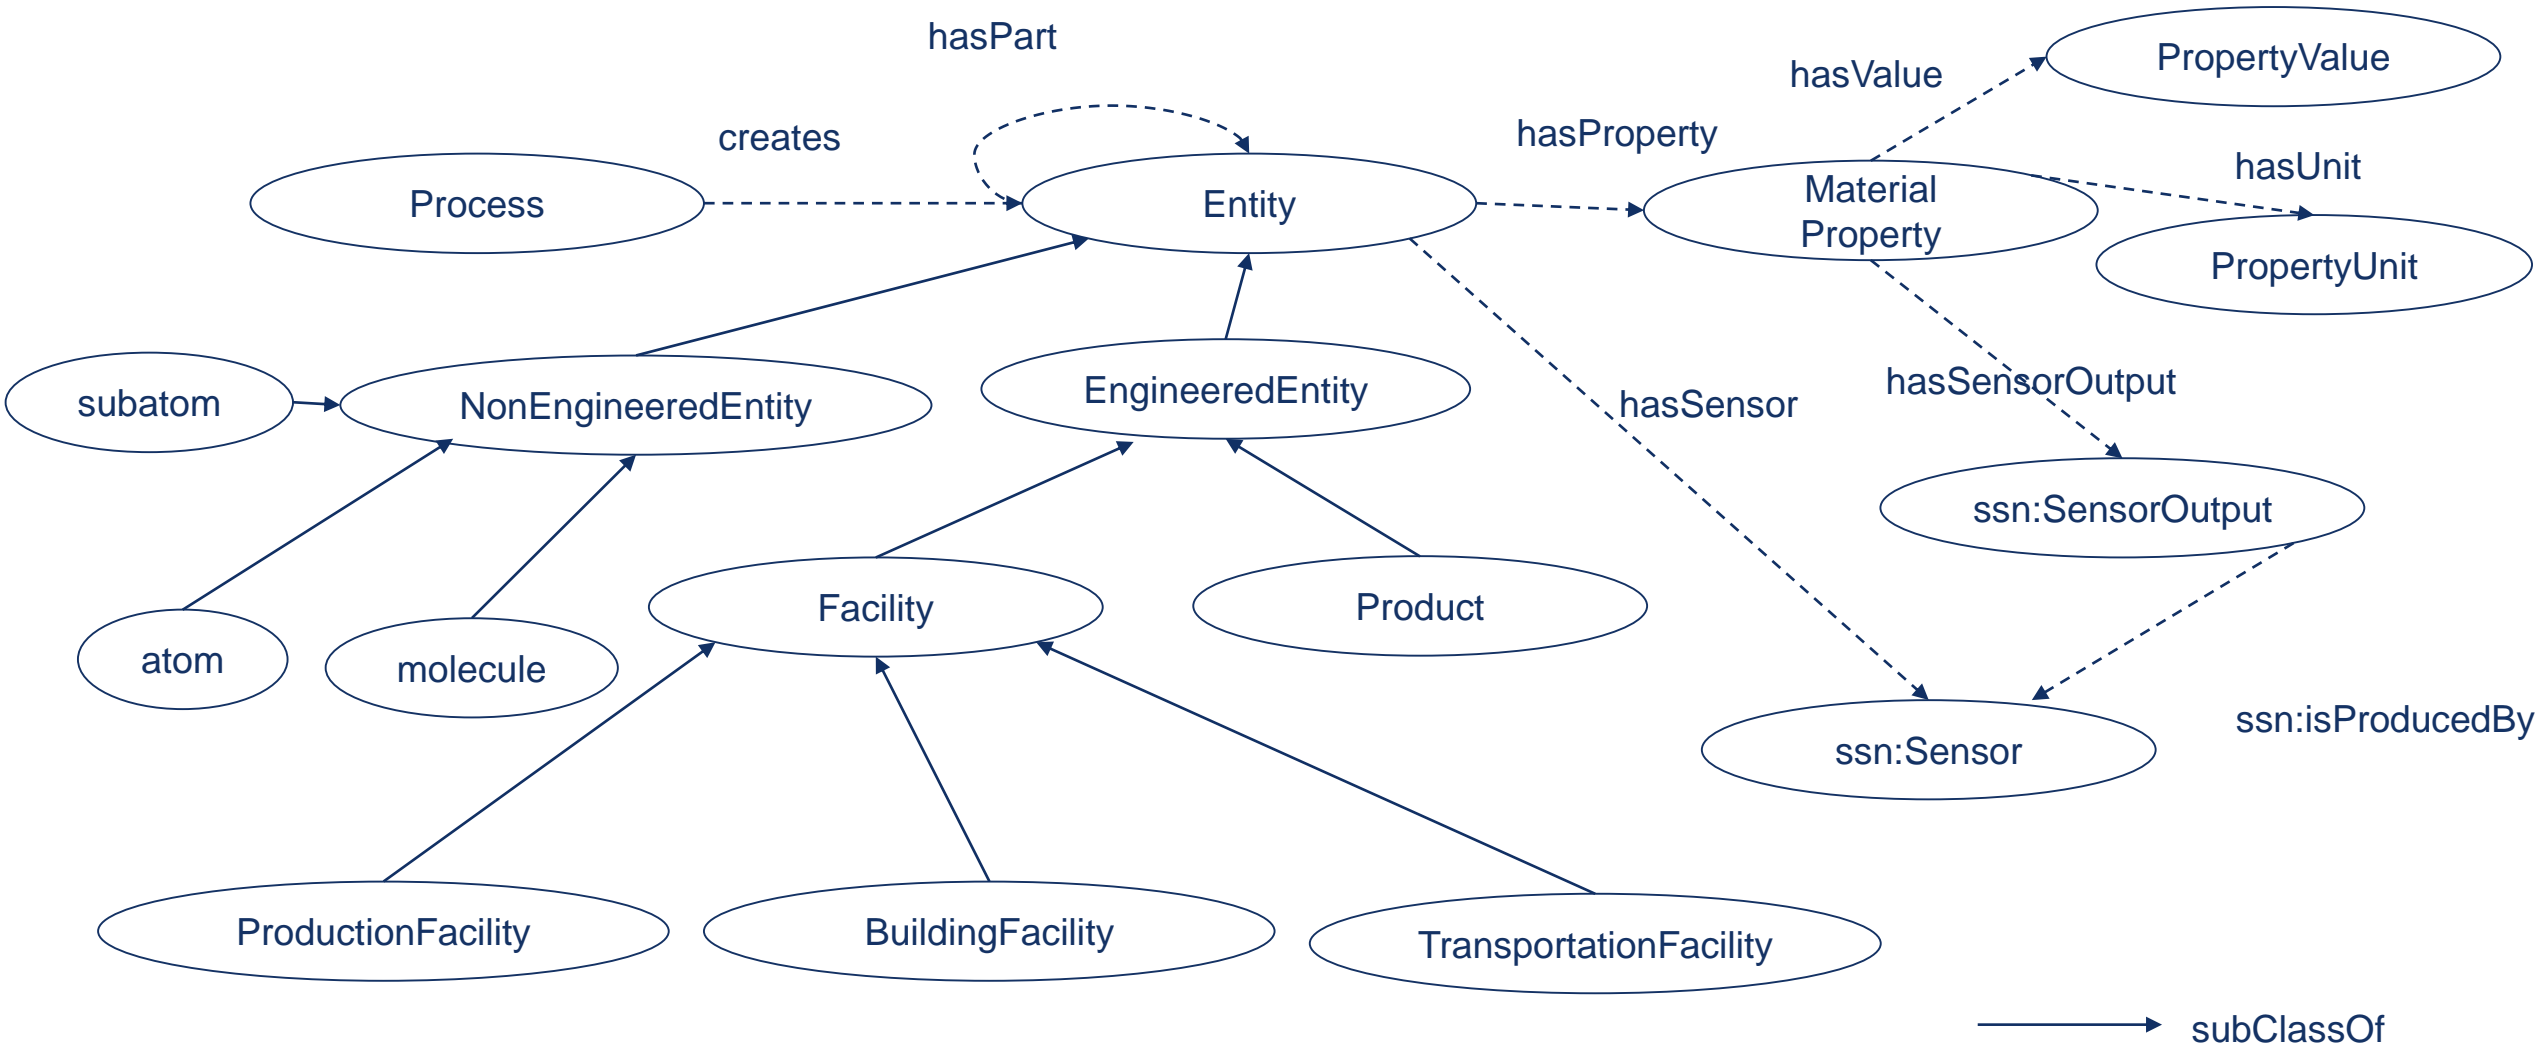 hasPart
PropertyValue
hasValue
creates
hasProperty
hasUnit
Process
Entity
Material
Property
PropertyUnit
subatom
NonEngineeredEntity
EngineeredEntity
hasSensor
hasSensorOutput
ssn:SensorOutput
atom
molecule
Facility
Product
ssn:isProducedBy
ssn:Sensor
ProductionFacility
BuildingFacility
TransportationFacility
subClassOf